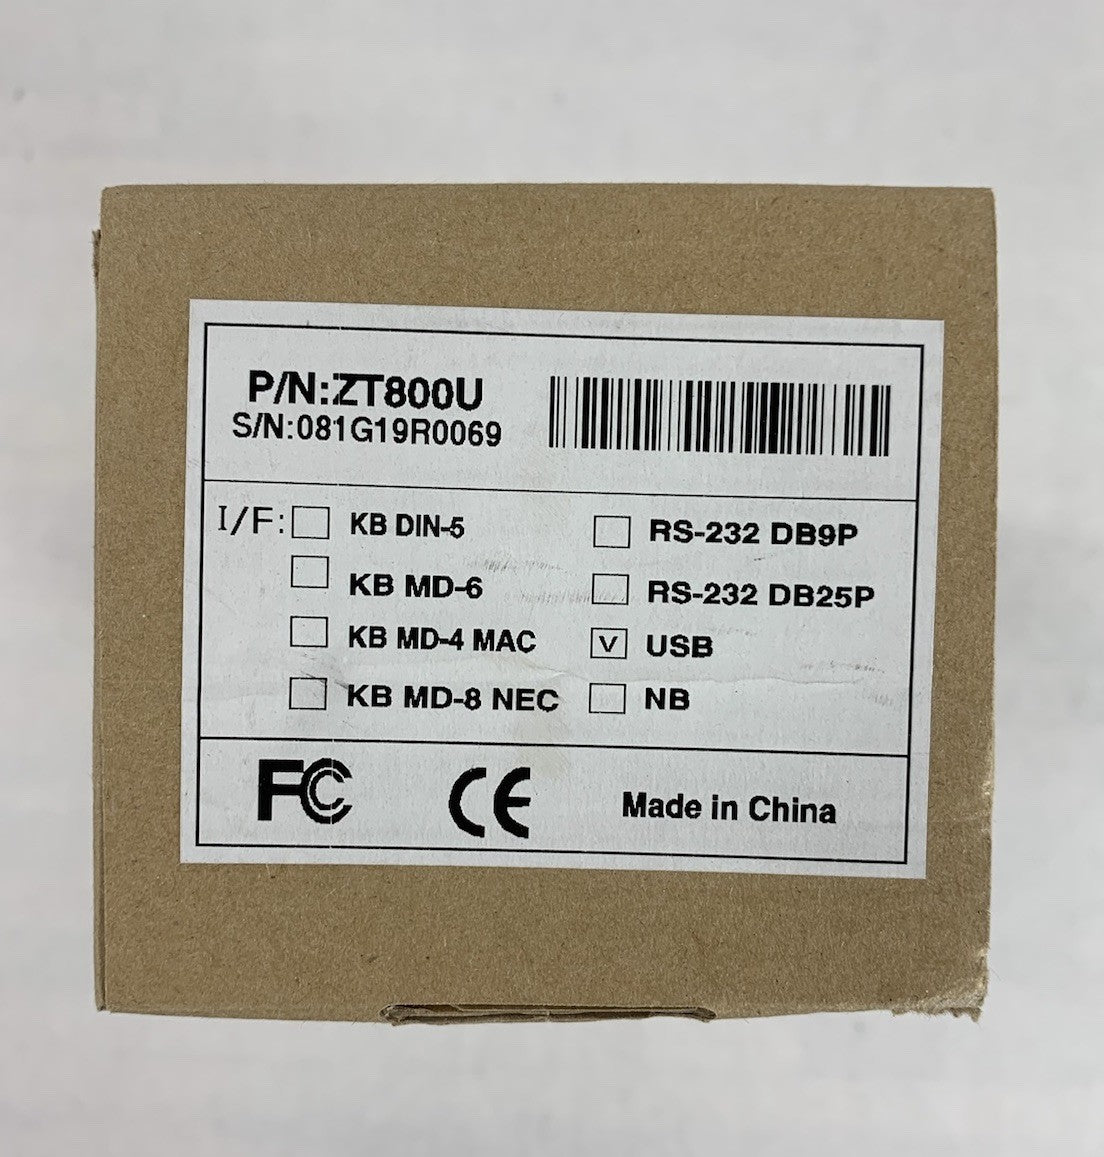 P/N:ZT800U
S/N:081G19R0069
I/F: KB DIN-5
KB MD-6
KB MD-4 MAC
KB MD-8 NEC
RS-232 DB9P
RS-232 DB25P
V USB
NB
FC CE Made in China